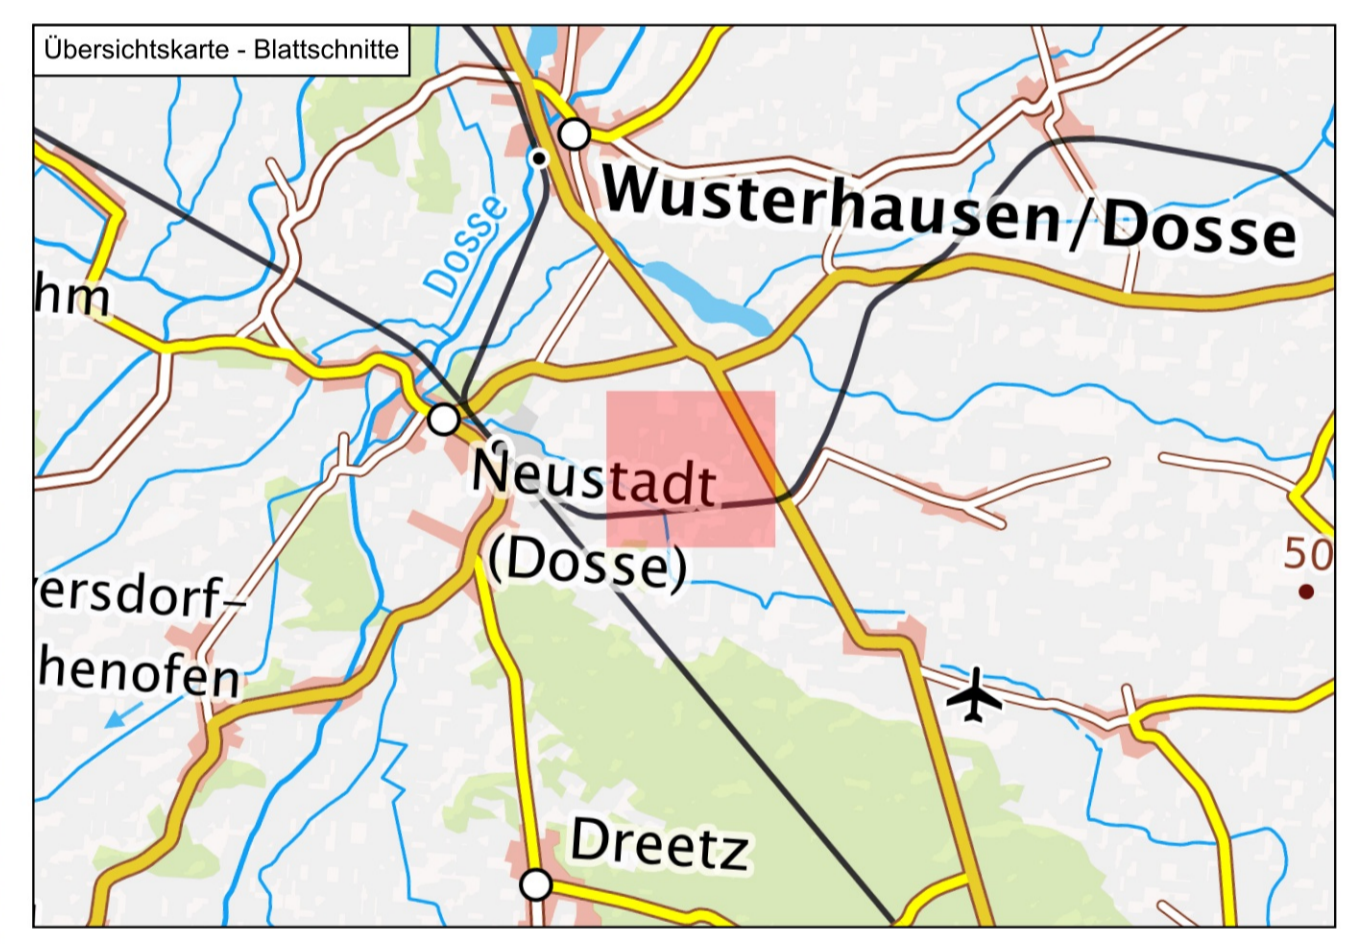 Übersichtskarte - Blattschnitte
Wusterhausen/Dosse
Dosse
hm
Neustadt
(Dosse)
50
ersdorf-
henofen
Dreetz